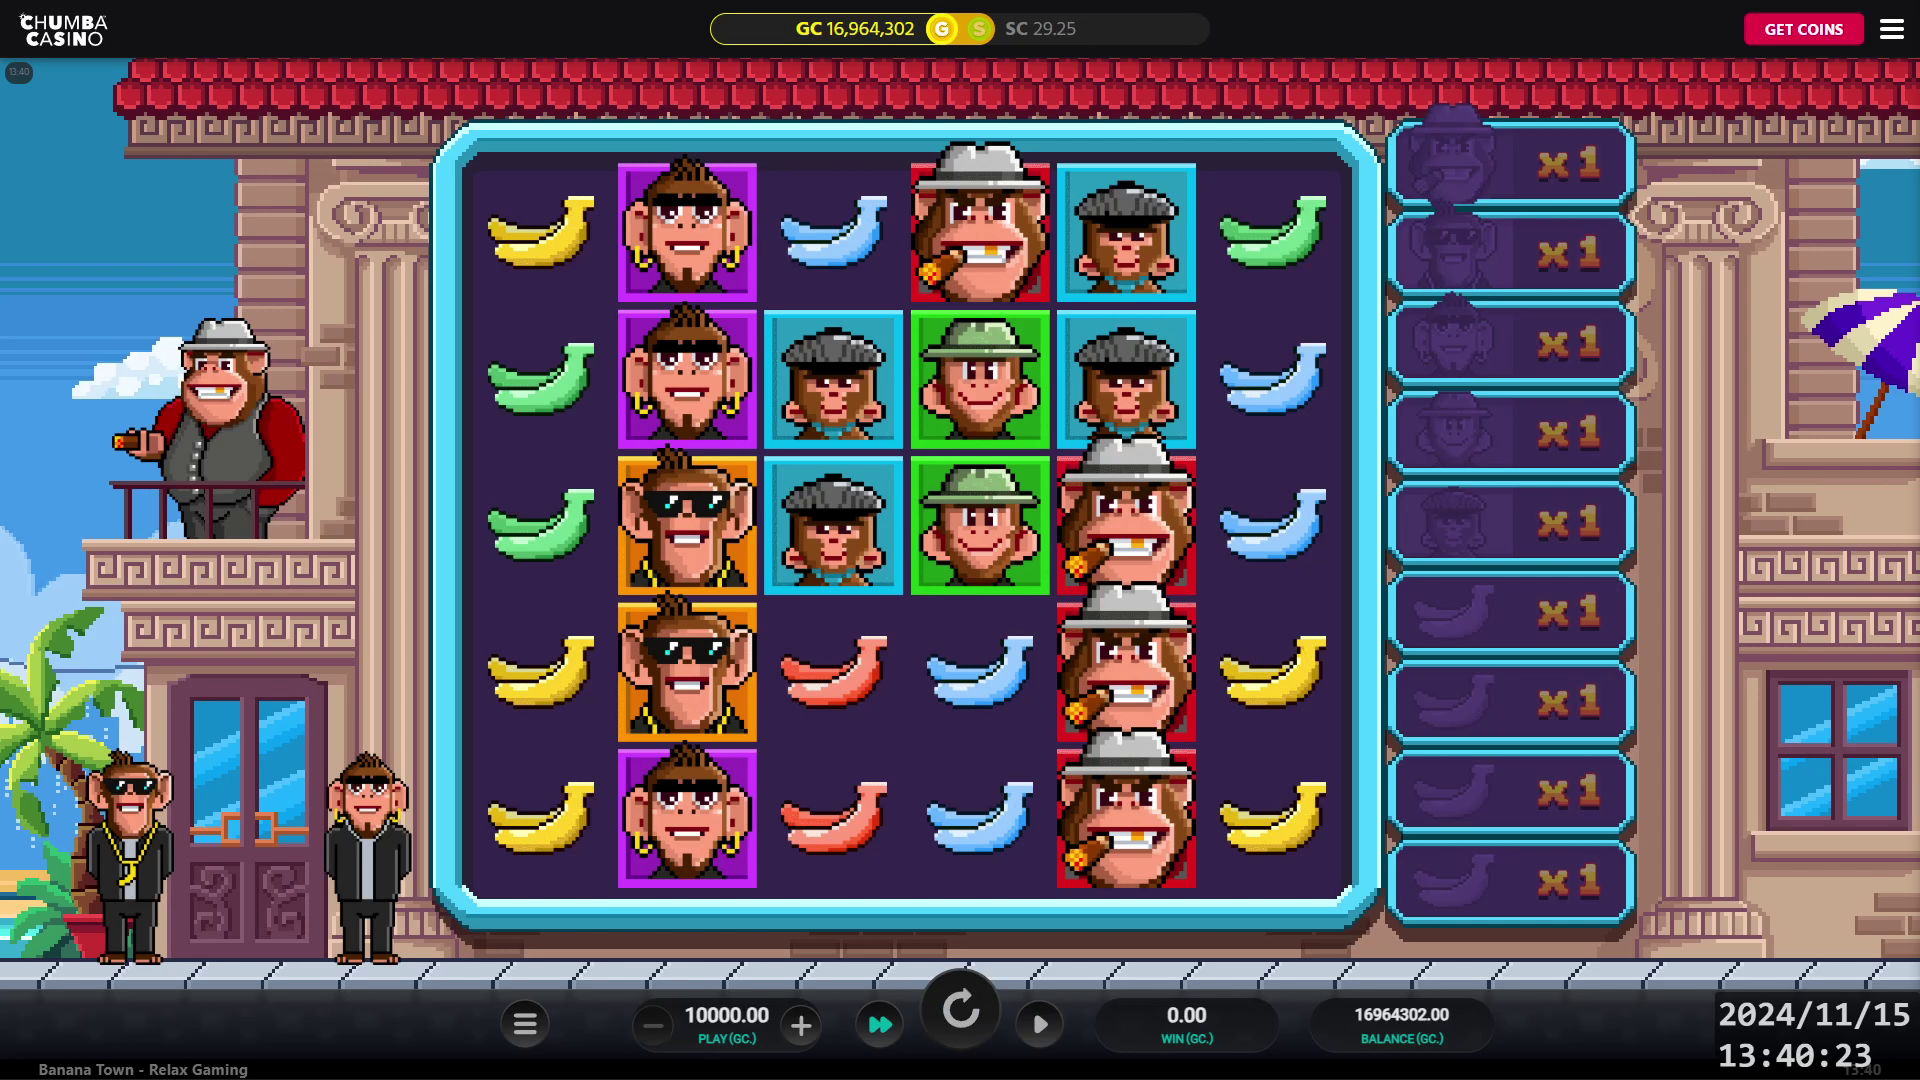 CHUMBA
CASINO
GC 16,964,302 G S SC 29.25
GET COINS
13:40
x1
x1
x1
x1
x1
x1
x1
x1
x1
10000.00
PLAY (GC.)
0.00
WIN (GC.)
16964302.00
BALANCE (GC.)
2024/11/15
13:40:23
13:40
Banana Town - Relax Gaming